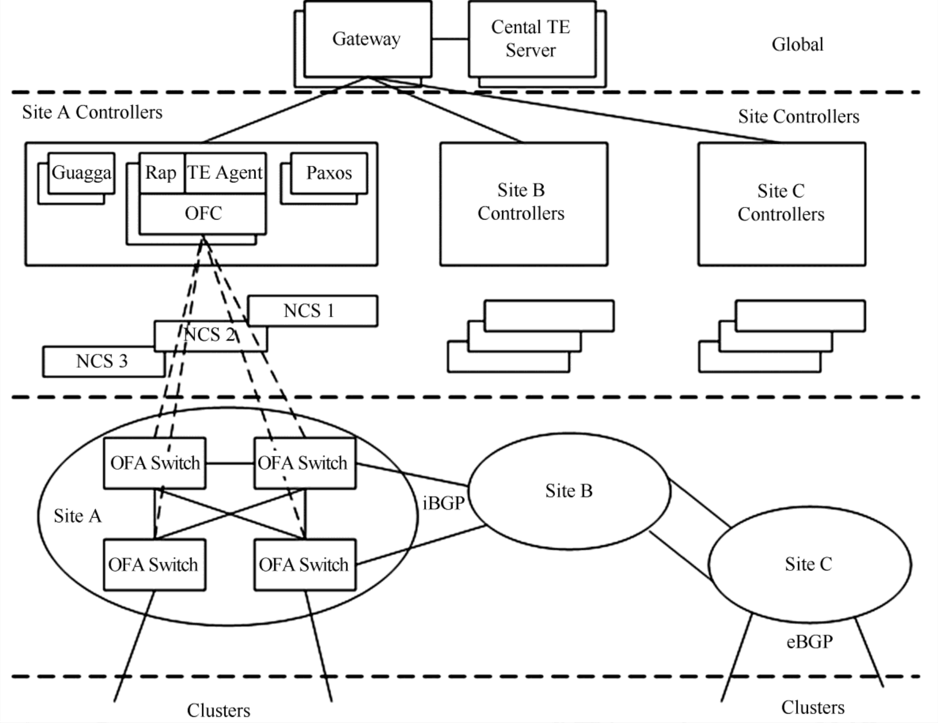 Gateway
Cental TE
Server
Global
Site A Controllers
Site Controllers
Guagga
Rap
TE Agent
Paxos
OFC
Site B
Controllers
Site C
Controllers
NCS 1
NCS 2
NCS 3
OFA Switch
OFA Switch
Site A
iBGP
Site B
OFA Switch
OFA Switch
Site C
eBGP
Clusters
Clusters